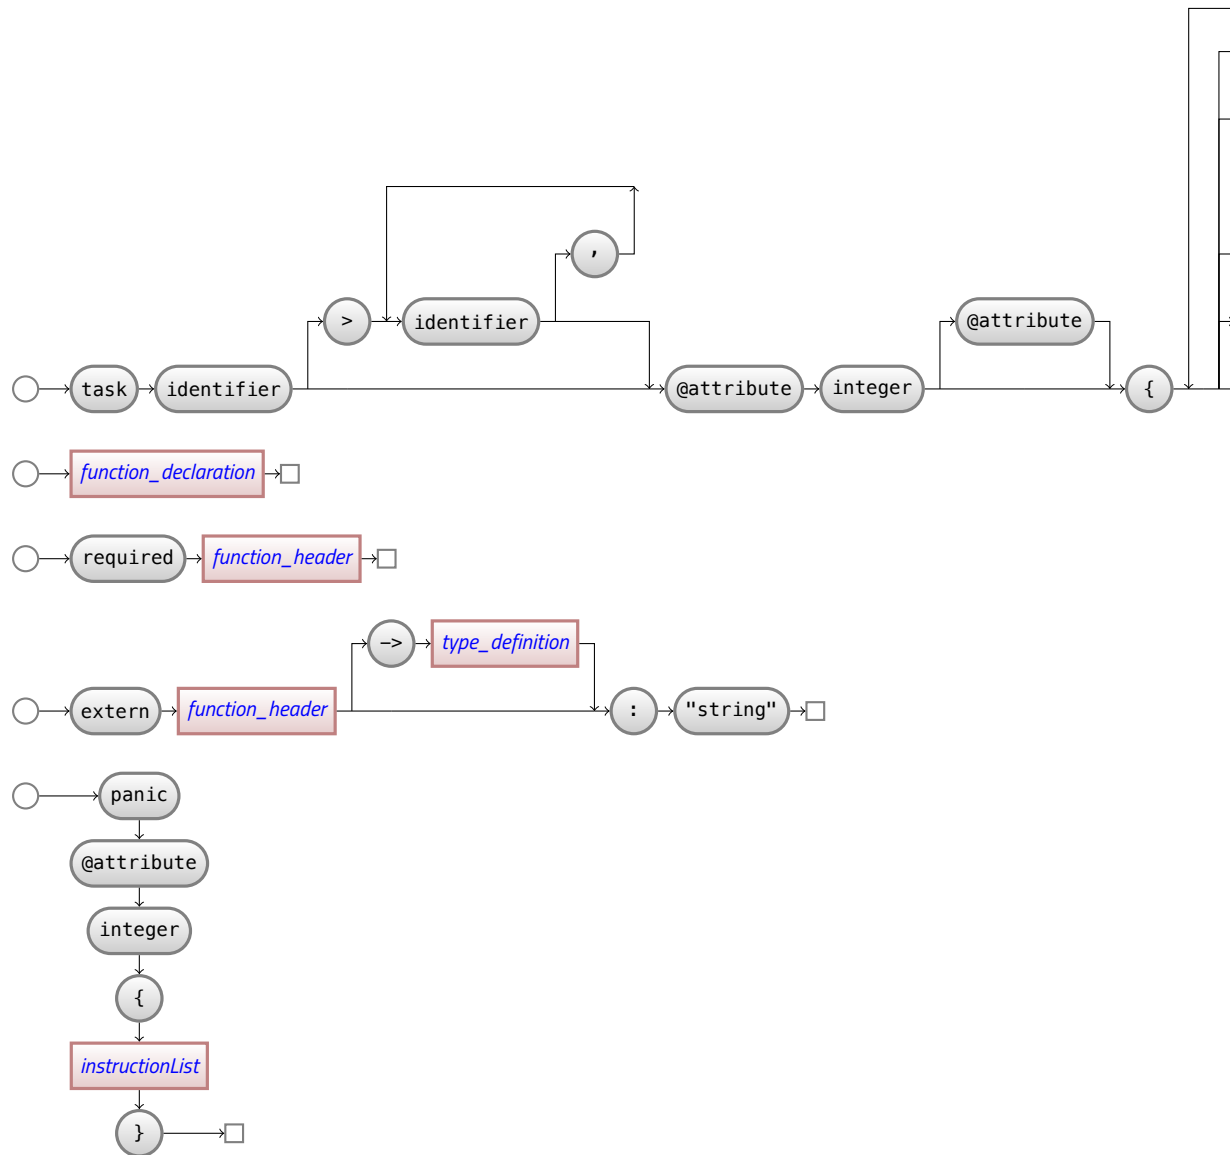 ,
> identifier @attribute
task identifier @attribute integer {
function_declaration
required function_header
-> type_definition
extern function_header : "string"
panic
@attribute
integer
{
instructionList
}